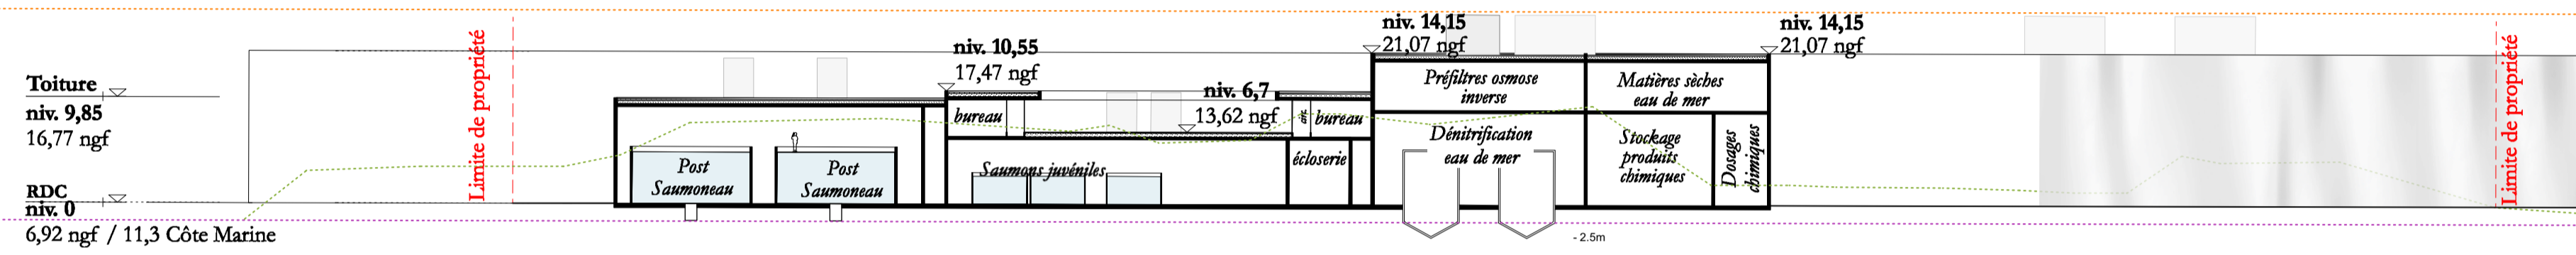 Toiture
niv. 9,85
16,77 ngf
RDC
niv. 0
6,92 ngf / 11,3 Côte Marine
Limite de propriété
Post
Saumoneau
Post
Saumoneau
niv. 10,55
17,47 ngf
bureau
Saumons juvéniles
niv. 6,7
13,62 ngf
bureau
écloserie
niv. 14,15
21,07 ngf
Préfiltres osmose
inverse
Dénitrification
eau de mer
- 2.5m
Matières sèches
eau de mer
Stockage
produits
chimiques
Dosages
chimiques
niv. 14,15
21,07 ngf
Limite de propriété